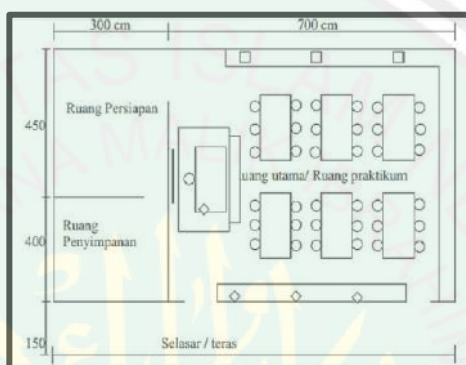 300 cm
700 cm
450
Ruang Persiapan
uang utama/ Ruang praktikum
Ruang
Penyimpanan
400
150
Selasar / teras